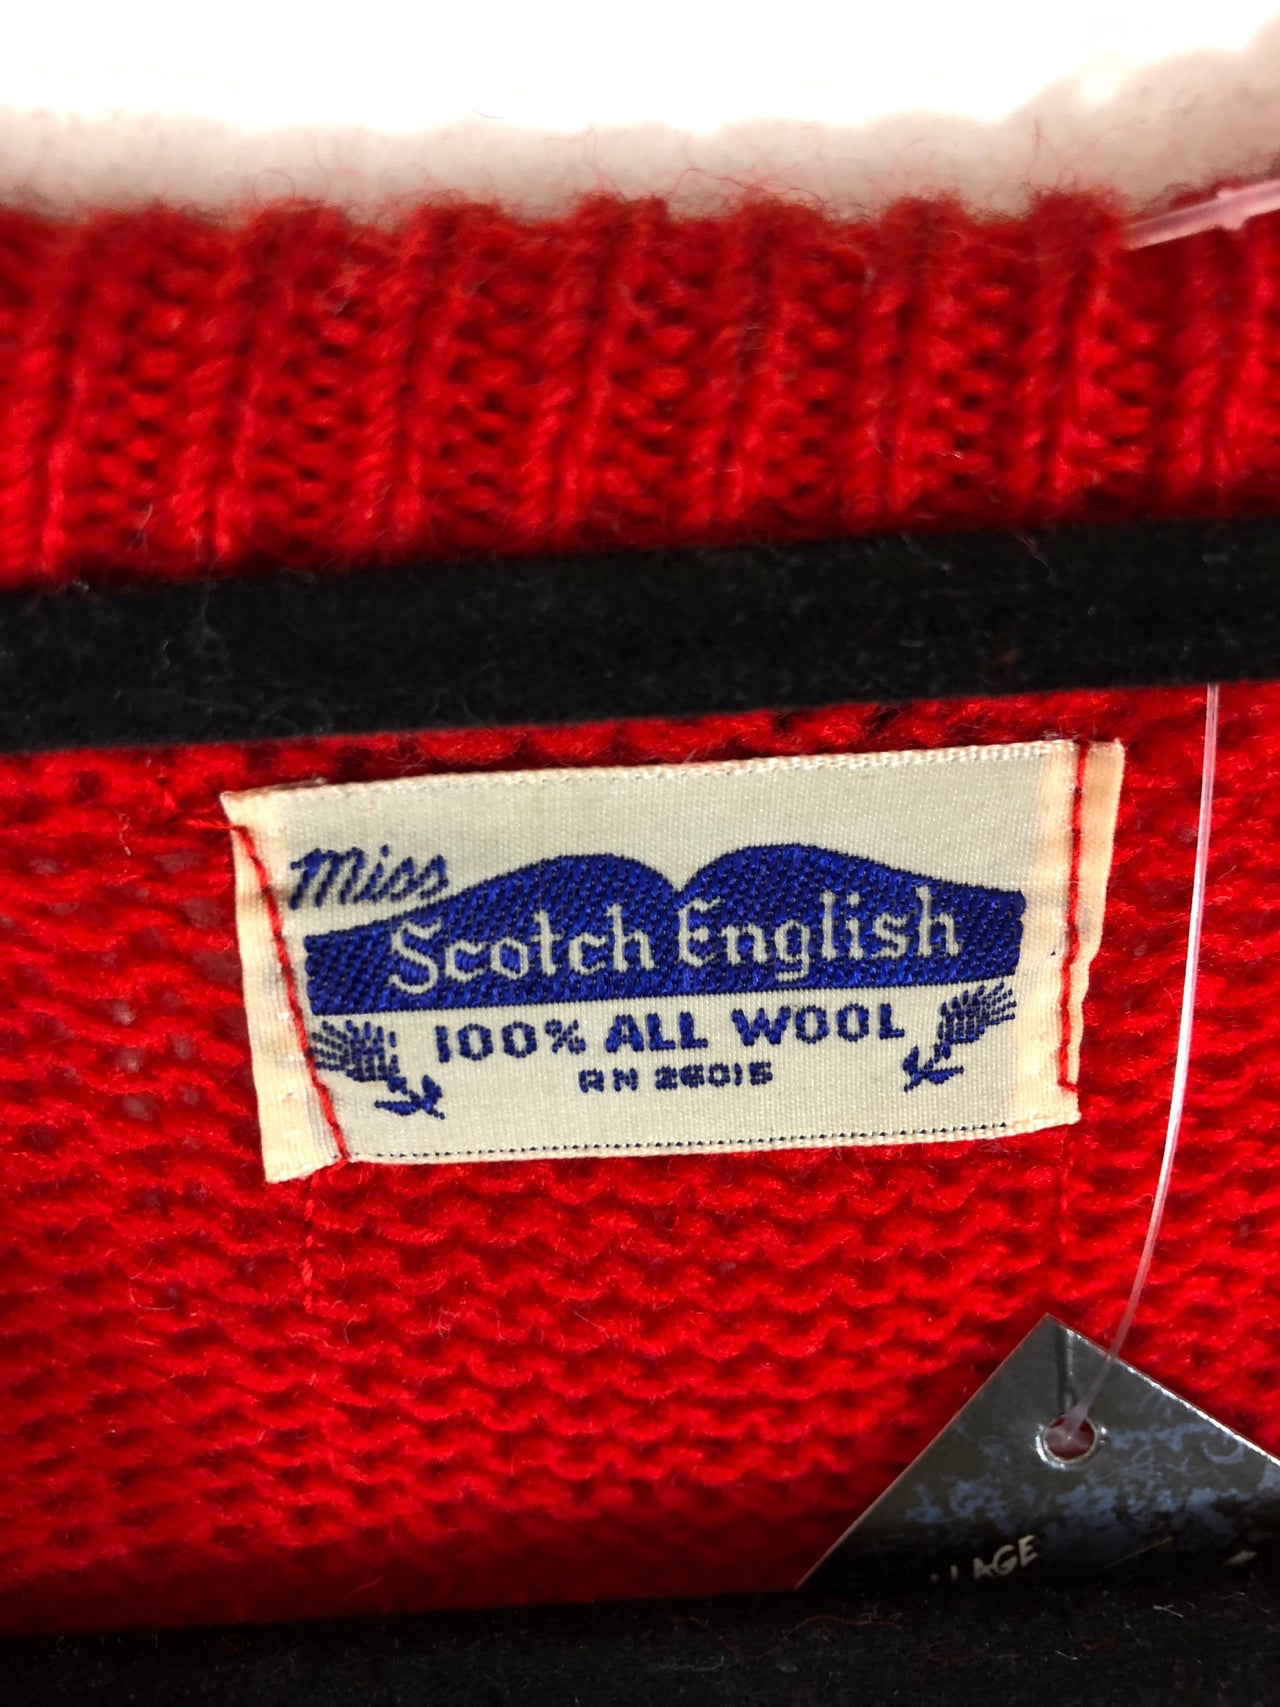 Miss
Scotch English
100% ALL WOOL
RN 26015